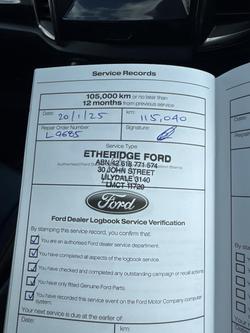 Service Records
105,000 km or no later than
12 months from previous service
Date: 20/1/25 km: 115,040
Repair Order Number: L9685 Signature:
Service Type
ETHERIDGE FORD
ABN 42 618 771 574
30 JOHN STREET
LILYDALE 3140
LMCT 11720
Ford
Ford Dealer Logbook Service Verification
By stamping this service record, you confirm that:
You are an authorised Ford dealer service department.
You have completed all aspects of the logbook service.
You have checked and completed any outstanding campaign or recall actions
You have only fitted Genuine Ford Parts.
You have recorded this service event on the Ford Motor Company computer
system.
Your next service is due at the earlier of:
Date: km: